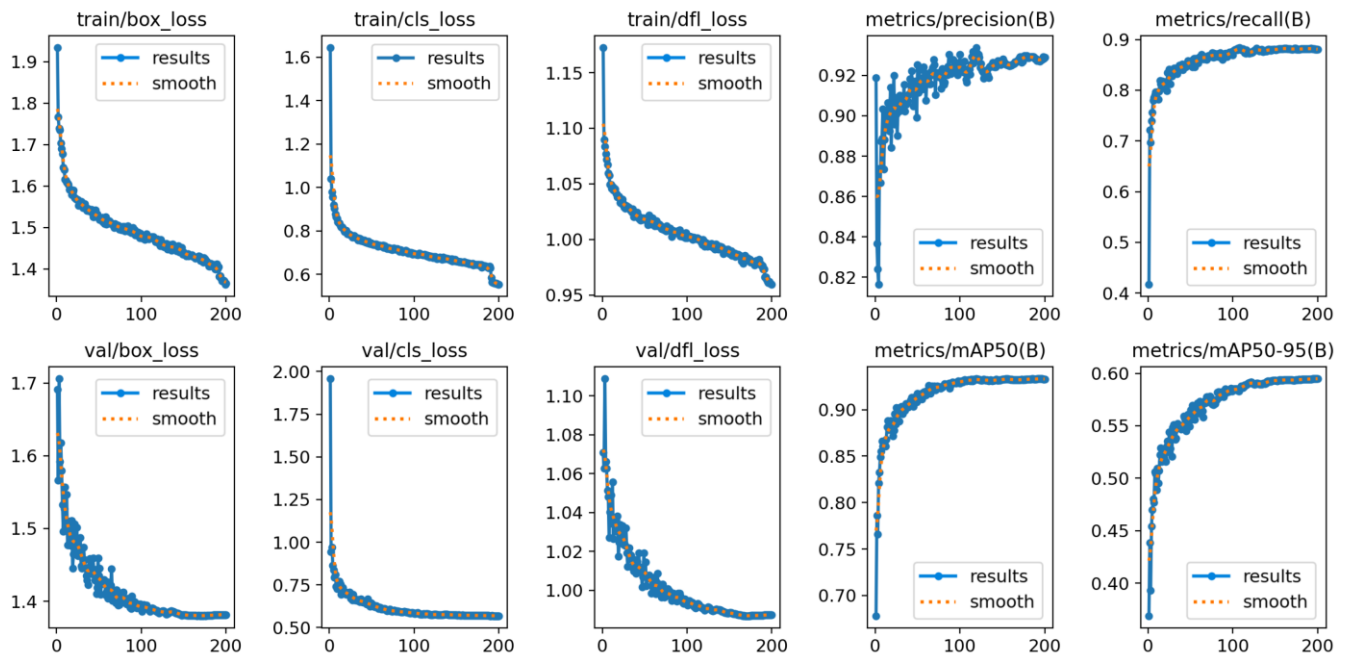 train/box_loss
train/cls_loss
train/dfl_loss
metrics/precision(B)
metrics/recall(B)
1.9
1.8
1.7
1.6
1.5
1.4
results
smooth
0
100
200
1.6
1.4
1.2
1.0
0.8
0.6
results
smooth
0
100
200
1.15
1.10
1.05
1.00
0.95
results
smooth
0
100
200
0.92
0.90
0.88
0.86
0.84
0.82
results
smooth
0
100
200
0.9
0.8
0.7
0.6
0.5
0.4
results
smooth
0
100
200
val/box_loss
val/cls_loss
val/dfl_loss
metrics/mAP50(B)
metrics/mAP50-95(B)
1.7
1.6
1.5
1.4
results
smooth
0
100
200
2.00
1.75
1.50
1.25
1.00
0.75
0.50
results
smooth
0
100
200
1.10
1.08
1.06
1.04
1.02
1.00
results
smooth
0
100
200
0.90
0.85
0.80
0.75
0.70
results
smooth
0
100
200
0.60
0.55
0.50
0.45
0.40
results
smooth
0
100
200